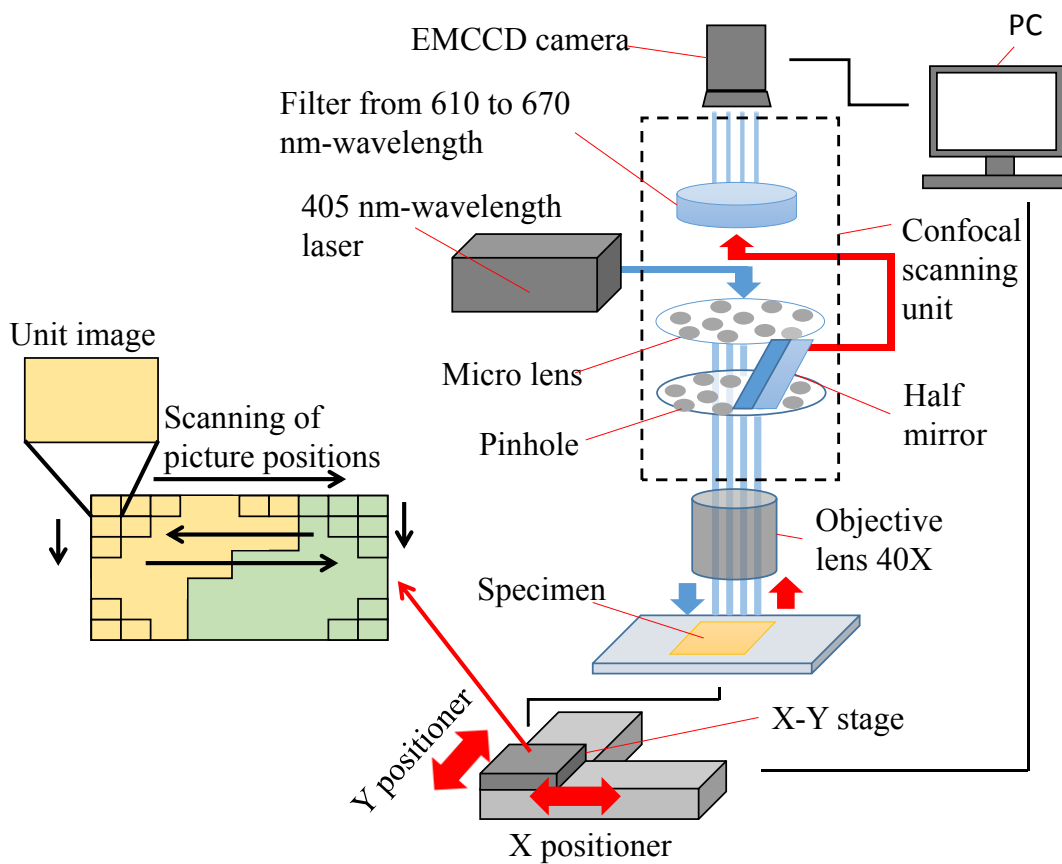 EMCCD camera
PC
Filter from 610 to 670
nm-wavelength
405 nm-wavelength
laser
Confocal
scanning
unit
Unit image
Micro lens
Scanning of
picture positions
Pinhole
Half
mirror
Objective
lens 40X
Specimen
X-Y stage
Y positioner
X positioner